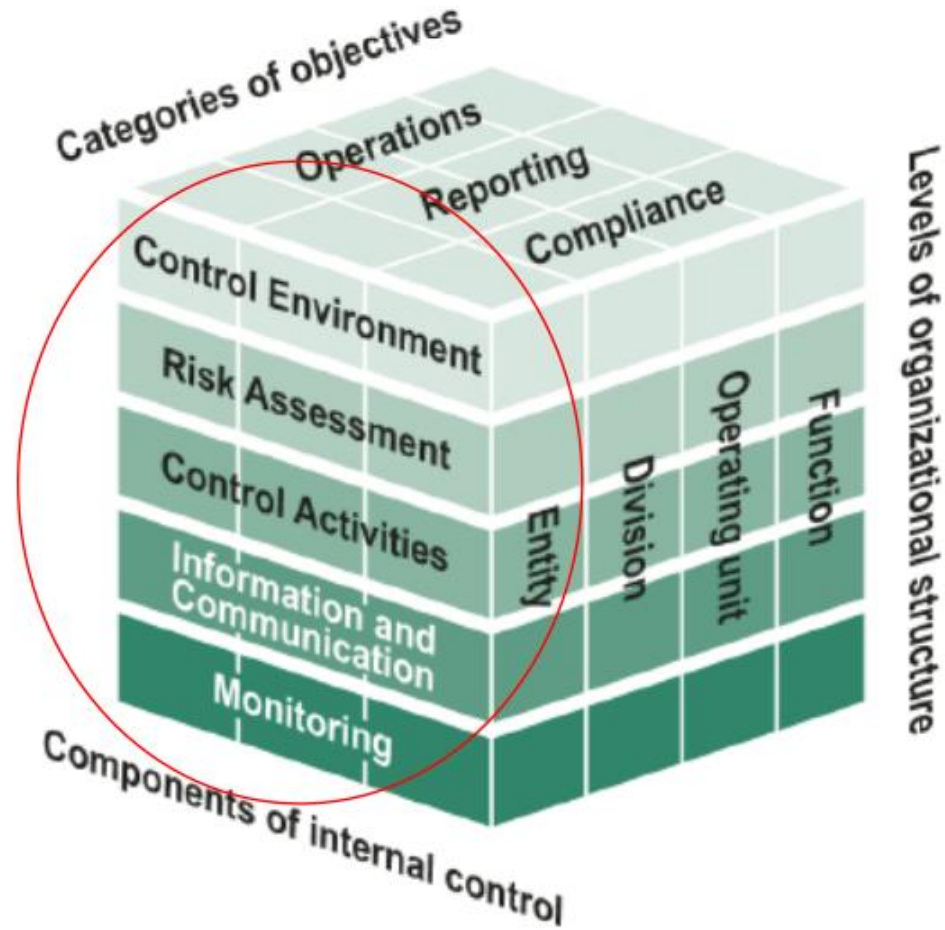 Categories of objectives
Operations
Reporting
Compliance
Control Environment
Risk Assessment
Control Activities
Information and
Communication
Monitoring
Components of internal control
Entity
Division
Operating unit
Function
Levels of organizational structure